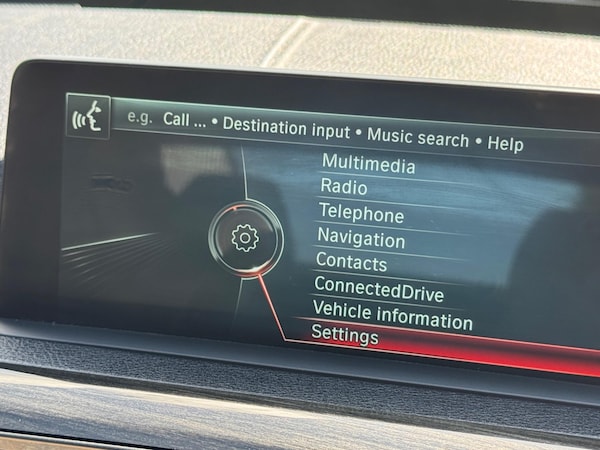 e.g. Call ... • Destination input • Music search • Help
Multimedia
Radio
Telephone
Navigation
Contacts
ConnectedDrive
Vehicle information
Settings